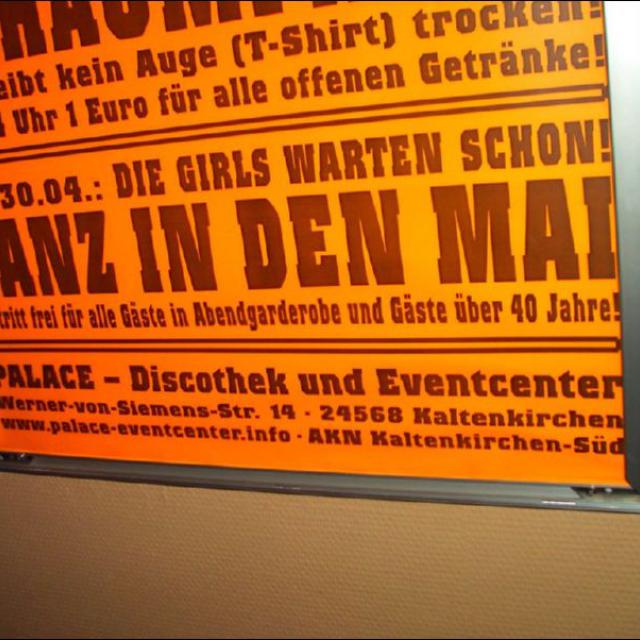 eibt kein Auge (T-Shirt) trocken!
Uhr 1 Euro für alle offenen Getränke!
30.04.: DIE GIRLS WARTEN SCHON!
ANZ IN DEN MAI
tritt frei für alle Gäste in Abendgarderobe und Gäste über 40 Jahre!
PALACE – Discothek und Eventcenter
Werner-von-Siemens-Str. 14 · 24568 Kaltenkirchen
www.palace-eventcenter.info · AKN Kaltenkirchen-Süd